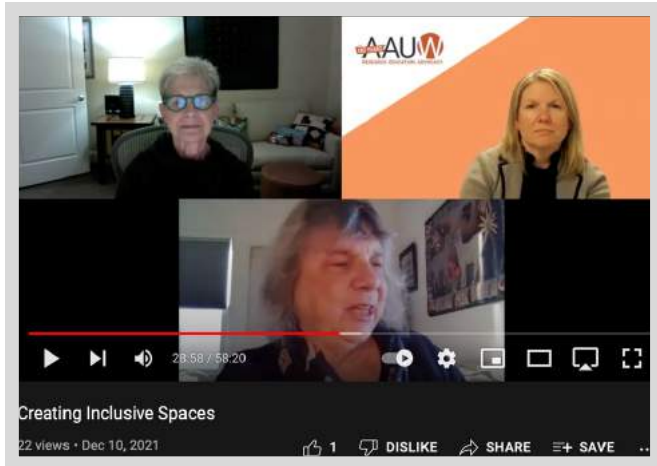 AAUW
RESEARCH EDUCATION ADVOCACY
28:58 / 58:20
Creating Inclusive Spaces
22 views • Dec 10, 2021
1 DISLIKE SHARE SAVE ...